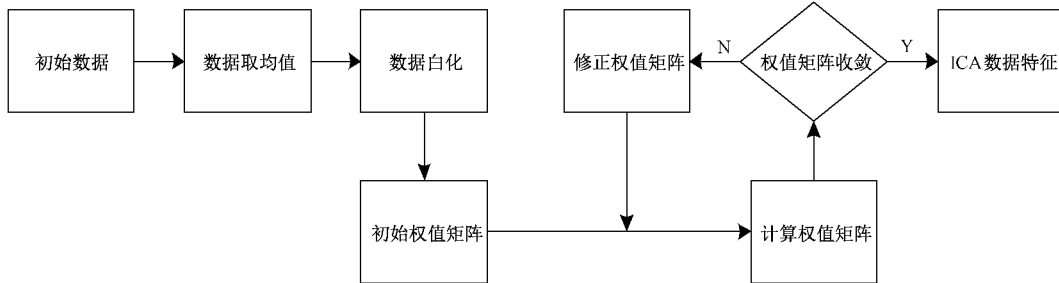 初始数据
数据取均值
数据白化
修正权值矩阵
N
权值矩阵收敛
Y
ICA数据特征
初始权值矩阵
计算权值矩阵